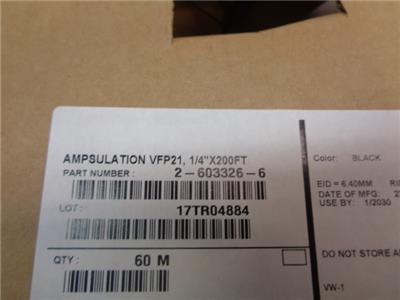 AMPSULATION VFP21, 1/4"X200FT
PART NUMBER : 2-603326-6
LOT: 17TR04884
QTY: 60 M
Color: BLACK
EID = 6.40MM
DATE OF MFG:
USE BY: 1/2030
DO NOT STORE
VW-1